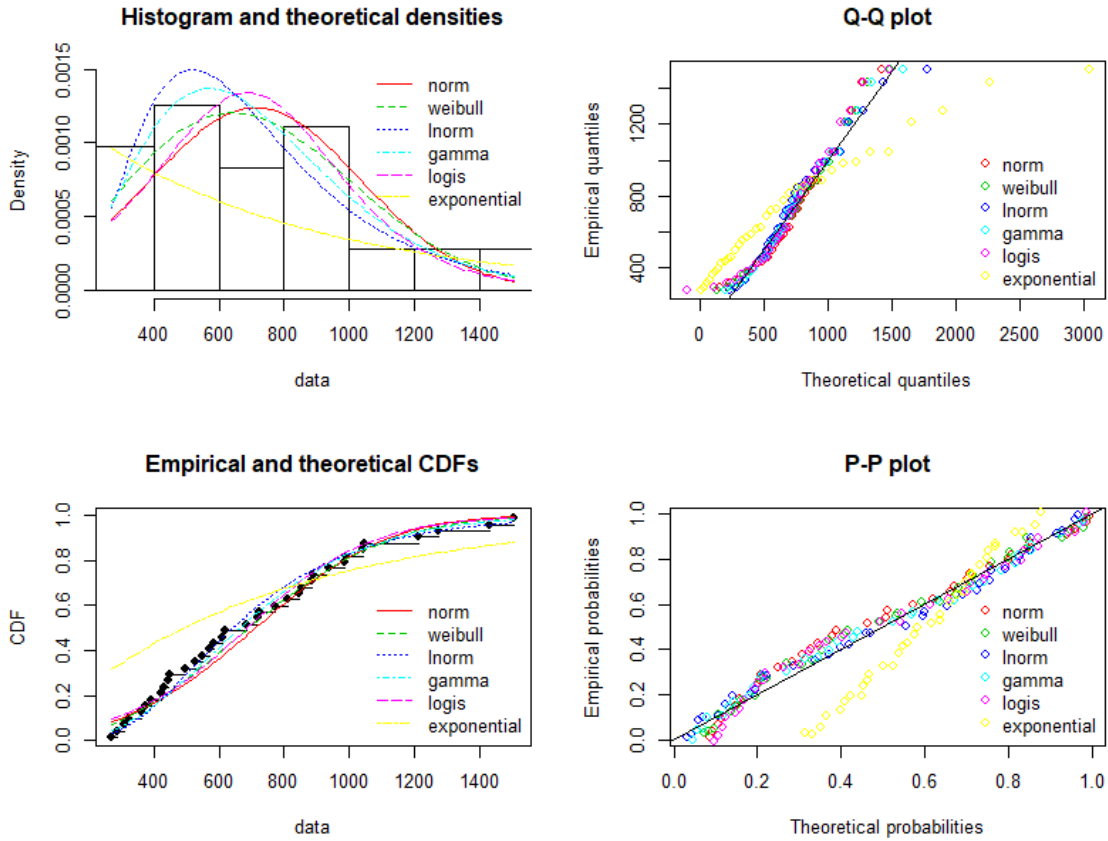 Histogram and theoretical densities
Density
0.0000 0.0005 0.0010 0.0015
norm
weibull
lnorm
gamma
logis
exponential
400 600 800 1000 1200 1400
data
Q-Q plot
Empirical quantiles
400 800 1200
norm
weibull
lnorm
gamma
logis
exponential
0 500 1000 1500 2000 2500 3000
Theoretical quantiles
Empirical and theoretical CDFs
CDF
0.0 0.2 0.4 0.6 0.8 1.0
norm
weibull
lnorm
gamma
logis
exponential
400 600 800 1000 1200 1400
data
P-P plot
Empirical probabilities
0.0 0.2 0.4 0.6 0.8 1.0
norm
weibull
lnorm
gamma
logis
exponential
0.0 0.2 0.4 0.6 0.8 1.0
Theoretical probabilities